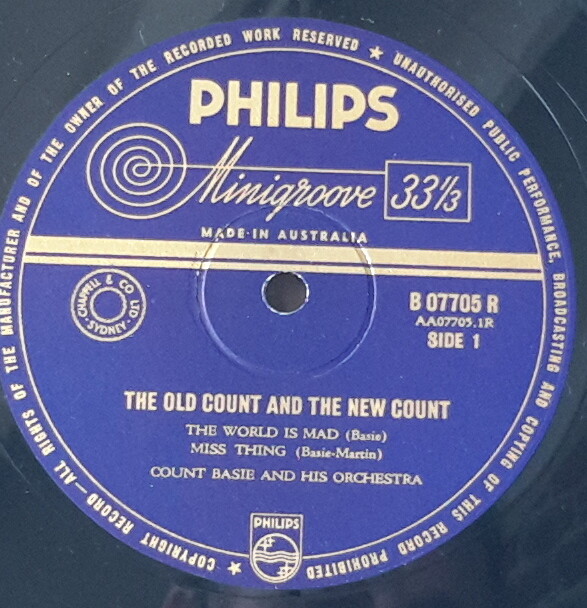 COPYRIGHT RECORD—ALL RIGHTS OF THE MANUFACTURER AND OF THE OWNER OF THE RECORDED WORK RESERVED ★ UNAUTHORISED PUBLIC PERFORMANCE, BROADCASTING AND COPYING OF THIS RECORD PROHIBITED ★
PHILIPS
Minigroove 33⅓
MADE IN AUSTRALIA
CHAPPELL & CO LTD · SYDNEY ·
B 07705 R
AA07705.1R
SIDE 1
THE OLD COUNT AND THE NEW COUNT
THE WORLD IS MAD (Basie)
MISS THING (Basie-Martin)
COUNT BASIE AND HIS ORCHESTRA
PHILIPS